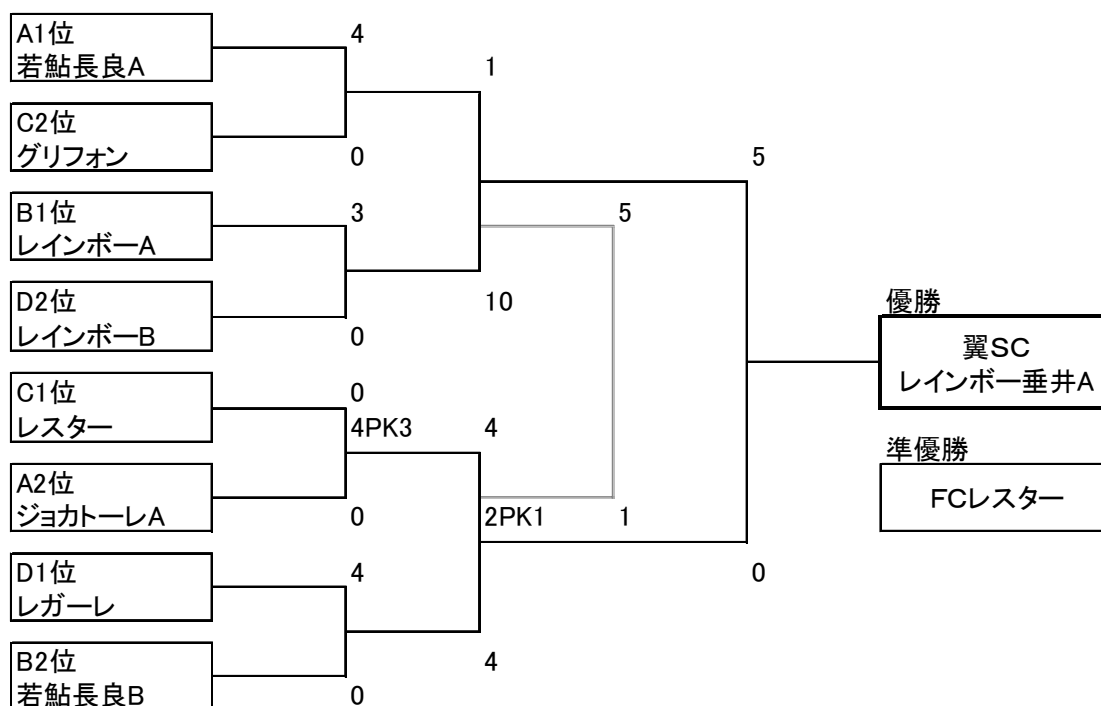 A1位
若鮎長良A
4
1
C2位
グリフォン
0
5
B1位
レインボーA
3
5
D2位
レインボーB
0
10
優勝
翼SC
レインボー垂井A
C1位
レスター
0
4PK3
4
準優勝
FCレスター
A2位
ジョカトーレA
0
2PK1
1
D1位
レガーレ
4
0
B2位
若鮎長良B
0
4